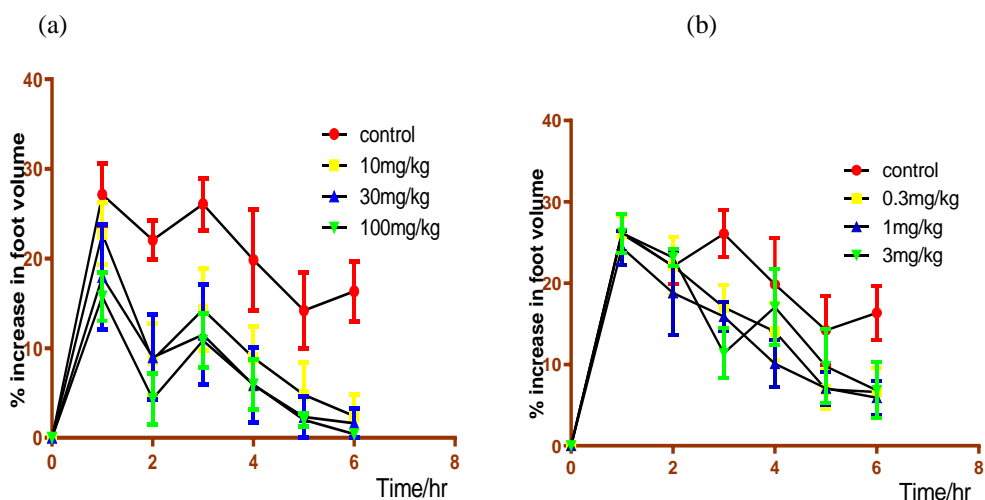 (a)
% increase in foot volume
40
30
20
10
0
0 2 4 6 8
Time/hr
control
10mg/kg
30mg/kg
100mg/kg
(b)
% increase in foot volume
40
30
20
10
0
0 2 4 6 8
Time/hr
control
0.3mg/kg
1mg/kg
3mg/kg